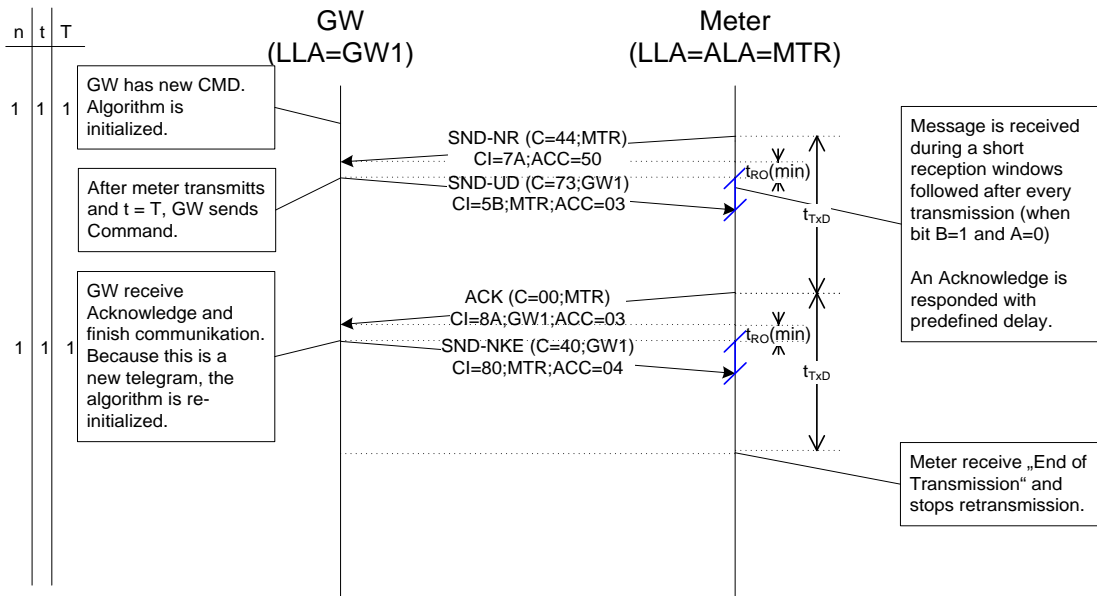 n t T
GW
(LLA=GW1)
Meter
(LLA=ALA=MTR)
1 1 1
GW has new CMD.
Algorithm is
initialized.
SND-NR (C=44;MTR)
CI=7A;ACC=50
tRO(min)
Message is received
during a short
reception windows
followed after every
transmission (when
bit B=1 and A=0)
An Acknowledge is
responded with
predefined delay.
After meter transmitts
and t = T, GW sends
Command.
SND-UD (C=73;GW1)
CI=5B;MTR;ACC=03
tTxD
GW receive
Acknowledge and
finish communikation.
Because this is a
new telegram, the
algorithm is re-
initialized.
1 1 1
ACK (C=00;MTR)
CI=8A;GW1;ACC=03
tRO(min)
SND-NKE (C=40;GW1)
CI=80;MTR;ACC=04
tTxD
Meter receive „End of
Transmission“ and
stops retransmission.